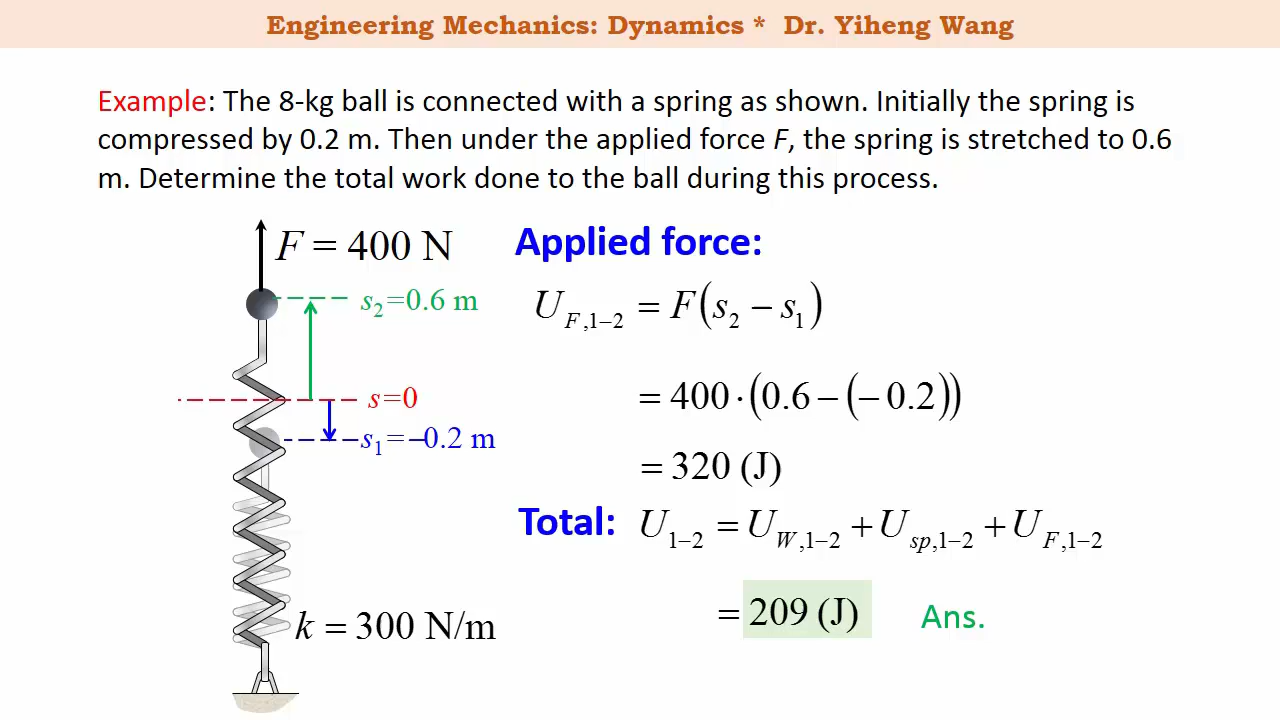 Engineering Mechanics: Dynamics * Dr. Yiheng Wang
Example: The 8-kg ball is connected with a spring as shown. Initially the spring is
compressed by 0.2 m. Then under the applied force F, the spring is stretched to 0.6
m. Determine the total work done to the ball during this process.
F = 400 N
Applied force:
s₂=0.6 m
U_F,1–2 = F(s₂ − s₁)
s=0
= 400·(0.6−(−0.2))
s₁=–0.2 m
= 320 (J)
Total: U₁₋₂ = U_W,1–2 + U_sp,1–2 + U_F,1–2
= 209 (J) Ans.
k = 300 N/m